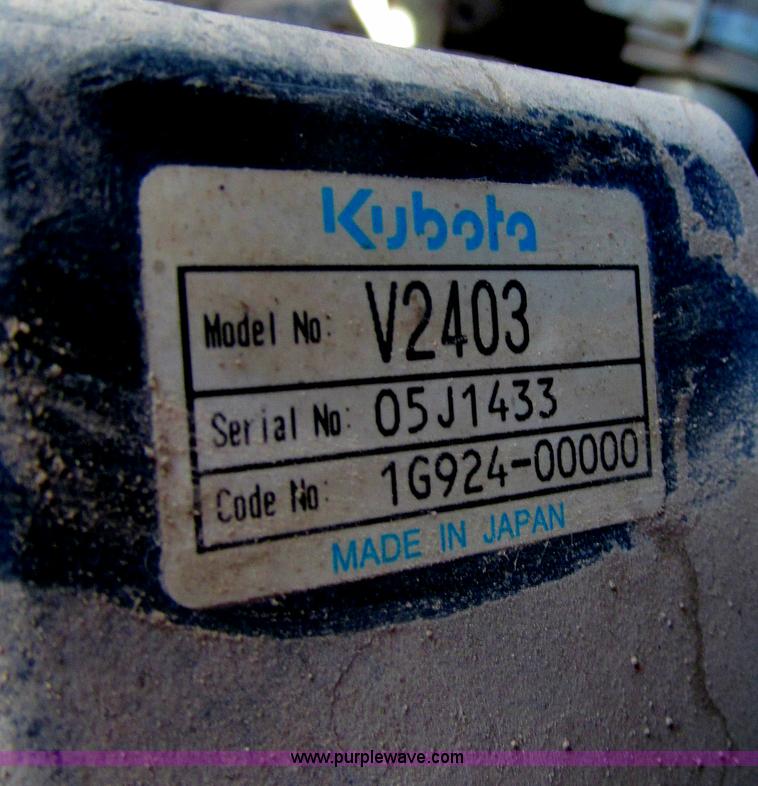 Kubota
Model No: V2403
Serial No: 05J1433
Code No: 1G924-00000
MADE IN JAPAN
www.purplewave.com